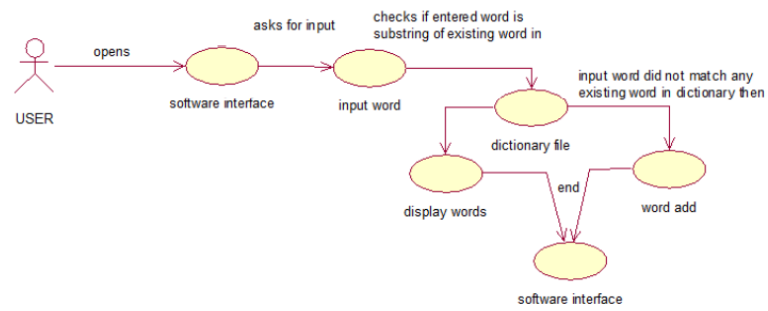 asks for input
checks if entered word is
substring of existing word in
opens
input word did not match any
existing word in dictionary then
USER
software interface
input word
dictionary file
display words
end
word add
software interface